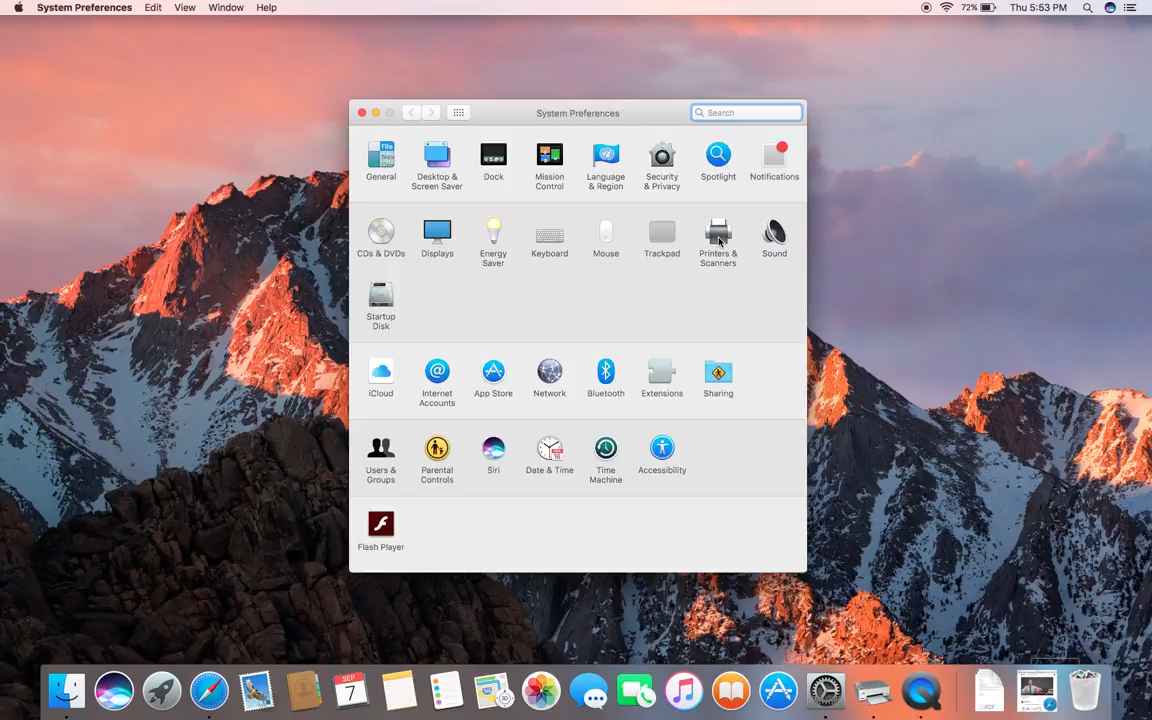 System Preferences Edit View Window Help 72% Thu 5:53 PM
System Preferences Search
General
Desktop &
Screen Saver
Dock
Mission
Control
Language
& Region
Security
& Privacy
Spotlight
Notifications
CDs & DVDs
Displays
Energy
Saver
Keyboard
Mouse
Trackpad
Printers &
Scanners
Sound
Startup
Disk
iCloud
Internet
Accounts
App Store
Network
Bluetooth
Extensions
Sharing
Users &
Groups
Parental
Controls
Siri
Date & Time
Time
Machine
Accessibility
Flash Player
File
New
SEP
7